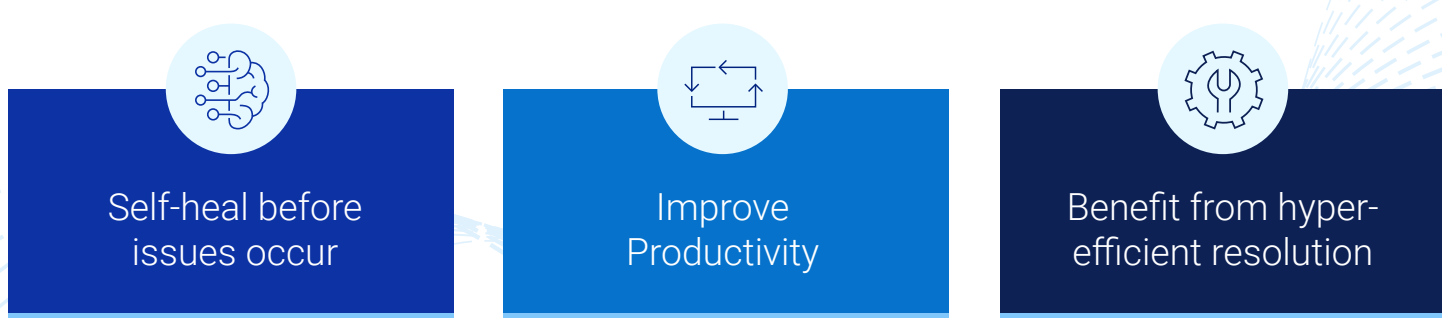 Self-heal before
issues occur
Improve
Productivity
Benefit from hyper-
efficient resolution